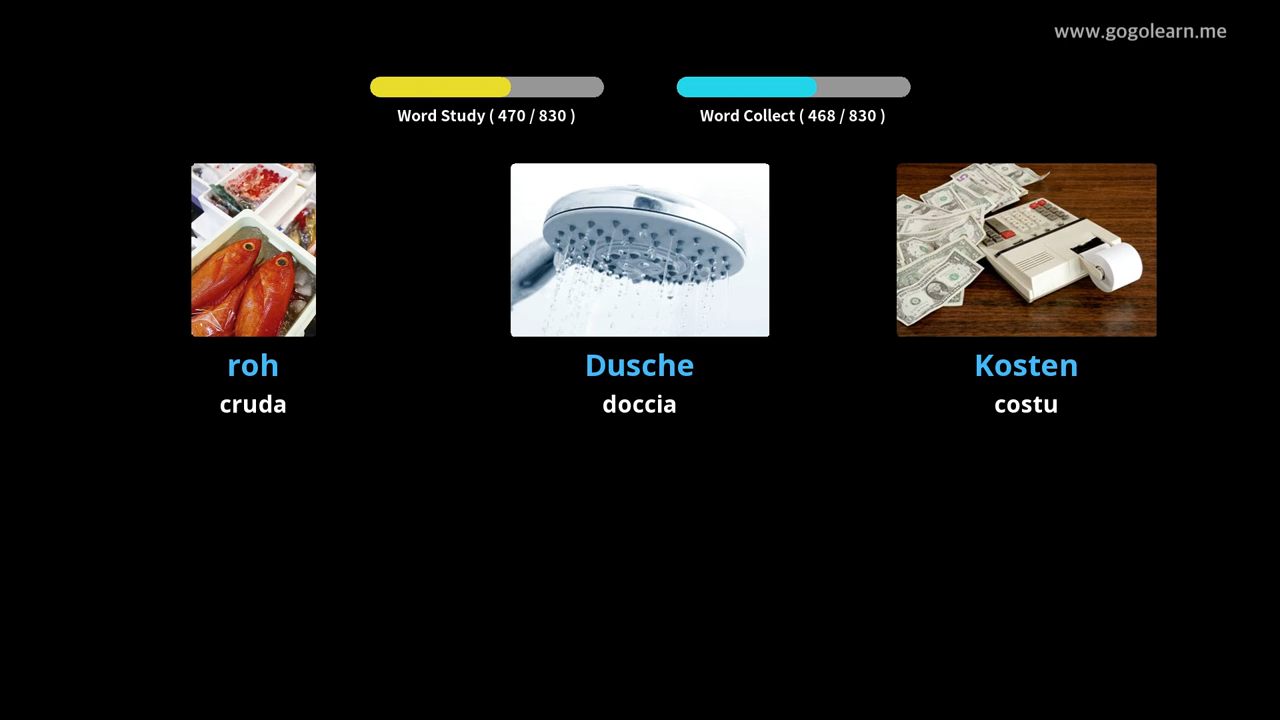 www.gogolearn.me
Word Study ( 470 / 830 )
Word Collect ( 468 / 830 )
roh
cruda
Dusche
doccia
Kosten
costu